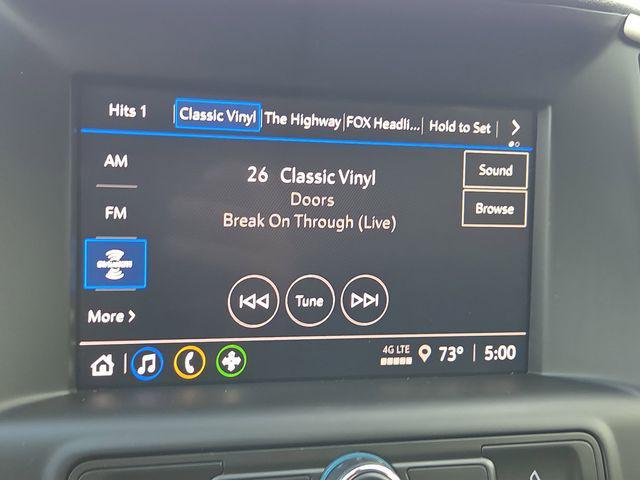 Hits 1
Classic Vinyl
The Highway
FOX Headli...
Hold to Set
AM
26 Classic Vinyl
Sound
Doors
FM
Break On Through (Live)
Browse
More
Tune
4G LTE
73°
5:00